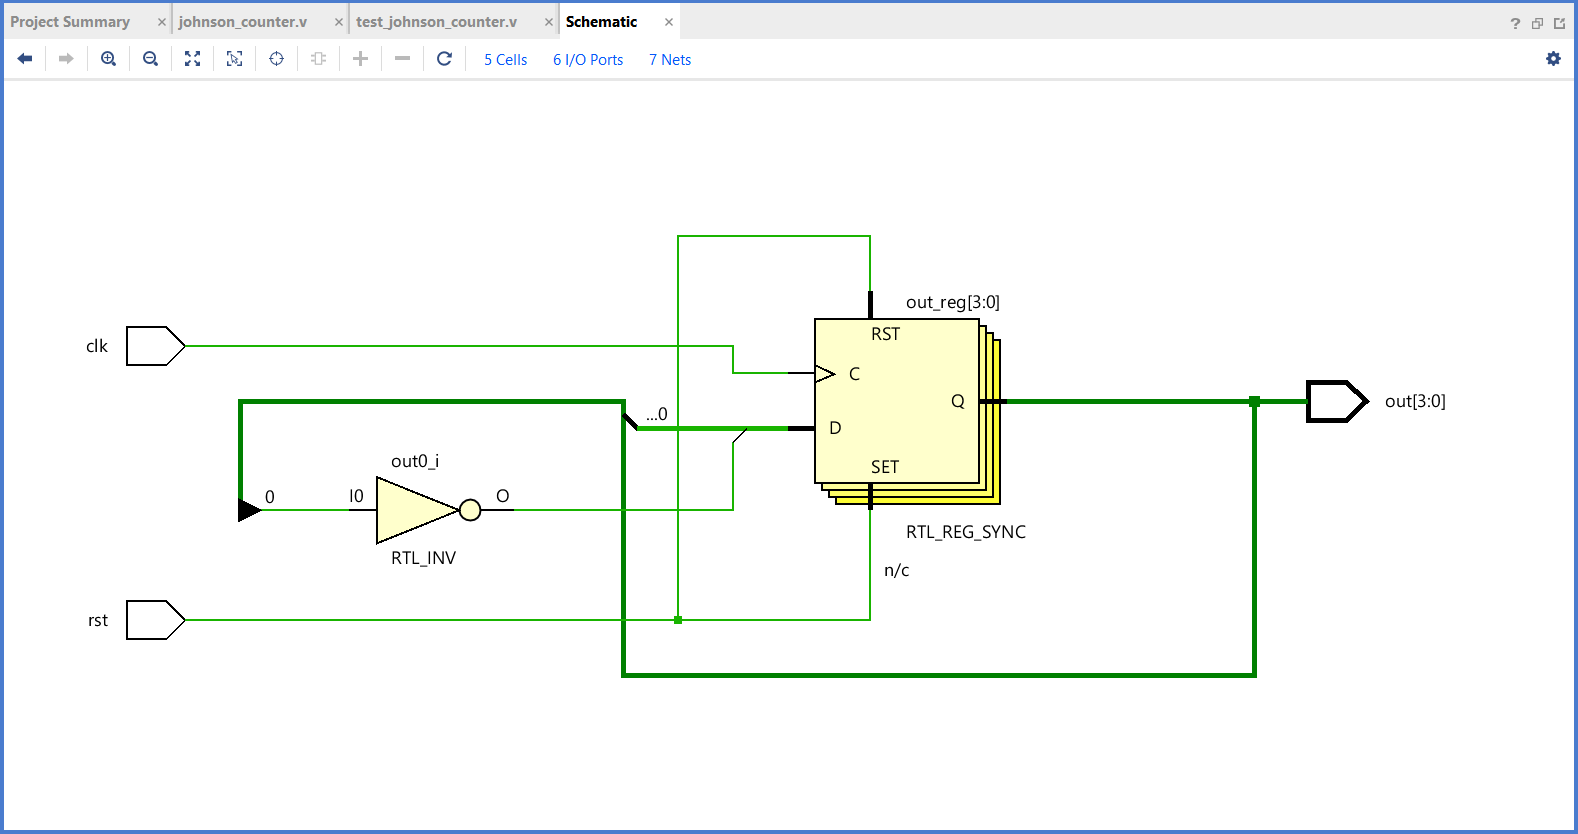 Project Summary × johnson_counter.v × test_johnson_counter.v × Schematic × ?
5 Cells 6 I/O Ports 7 Nets
out_reg[3:0]
RST
clk
C
...0
Q
out[3:0]
D
out0_i
SET
0
I0
O
RTL_REG_SYNC
RTL_INV
n/c
rst